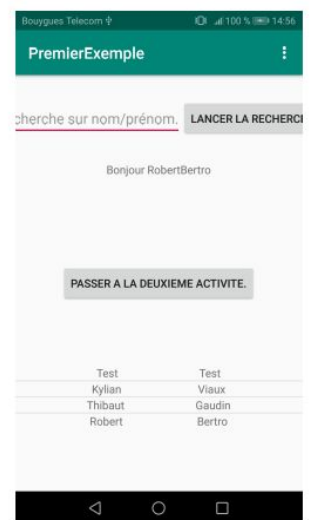 Bouygues Telecom 100 % 14:56
PremierExemple
cherche sur nom/prénom. LANCER LA RECHERC
Bonjour RobertBertro
PASSER A LA DEUXIEME ACTIVITE.
Test Test
Kylian Viaux
Thibaut Gaudin
Robert Bertro